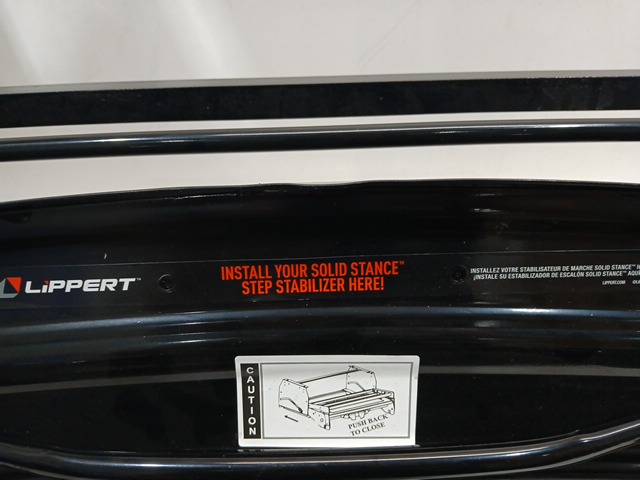 LiPPERT™
INSTALL YOUR SOLID STANCE™
STEP STABILIZER HERE!
INSTALLEZ VOTRE STABILISATEUR DE MARCHE SOLID STANCE™
¡INSTALE SU ESTABILIZADOR DE ESCALÓN SOLID STANCE™
LIPPERT.COM
CAUTION
PUSH BACK
TO CLOSE